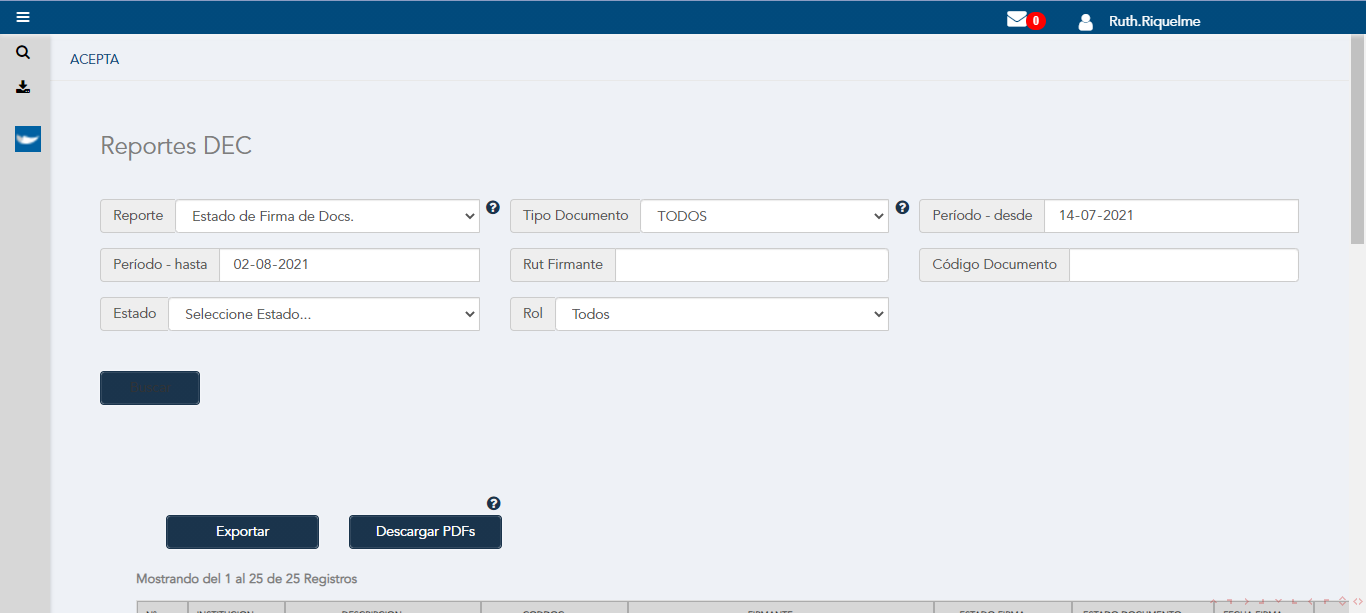 0 Ruth.Riquelme
ACEPTA
Reportes DEC
Reporte Estado de Firma de Docs. Tipo Documento TODOS Período - desde 14-07-2021
Período - hasta 02-08-2021 Rut Firmante Código Documento
Estado Seleccione Estado... Rol Todos
Exportar Descargar PDFs
Mostrando del 1 al 25 de 25 Registros